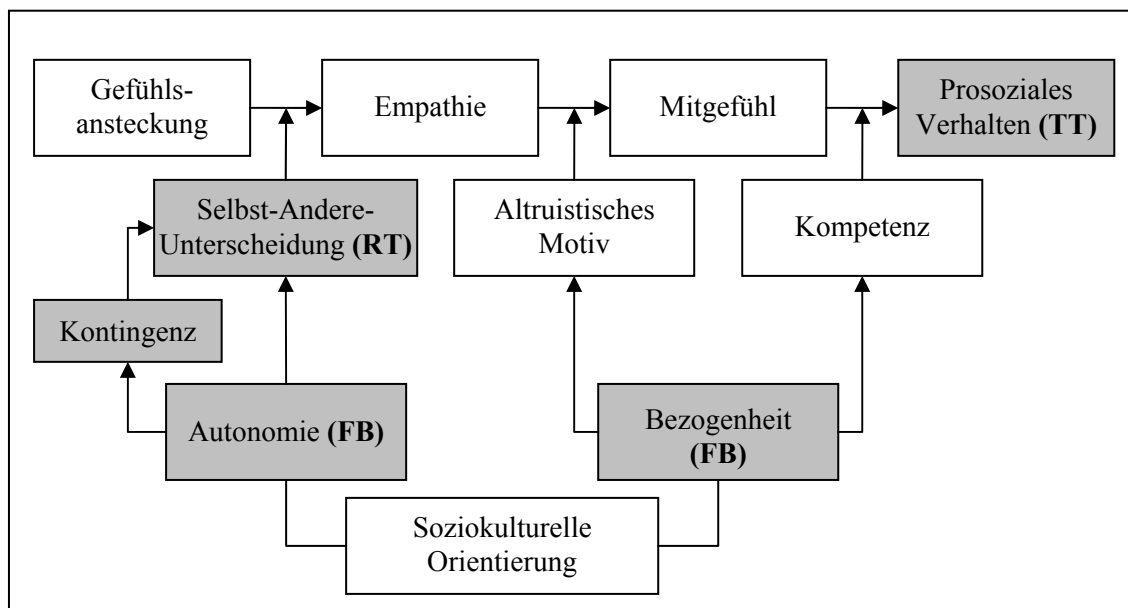 Gefühls-
ansteckung
Empathie
Mitgefühl
Prosoziales
Verhalten (TT)
Selbst-Andere-
Unterscheidung (RT)
Altruistisches
Motiv
Kompetenz
Kontingenz
Autonomie (FB)
Bezogenheit
(FB)
Soziokulturelle
Orientierung